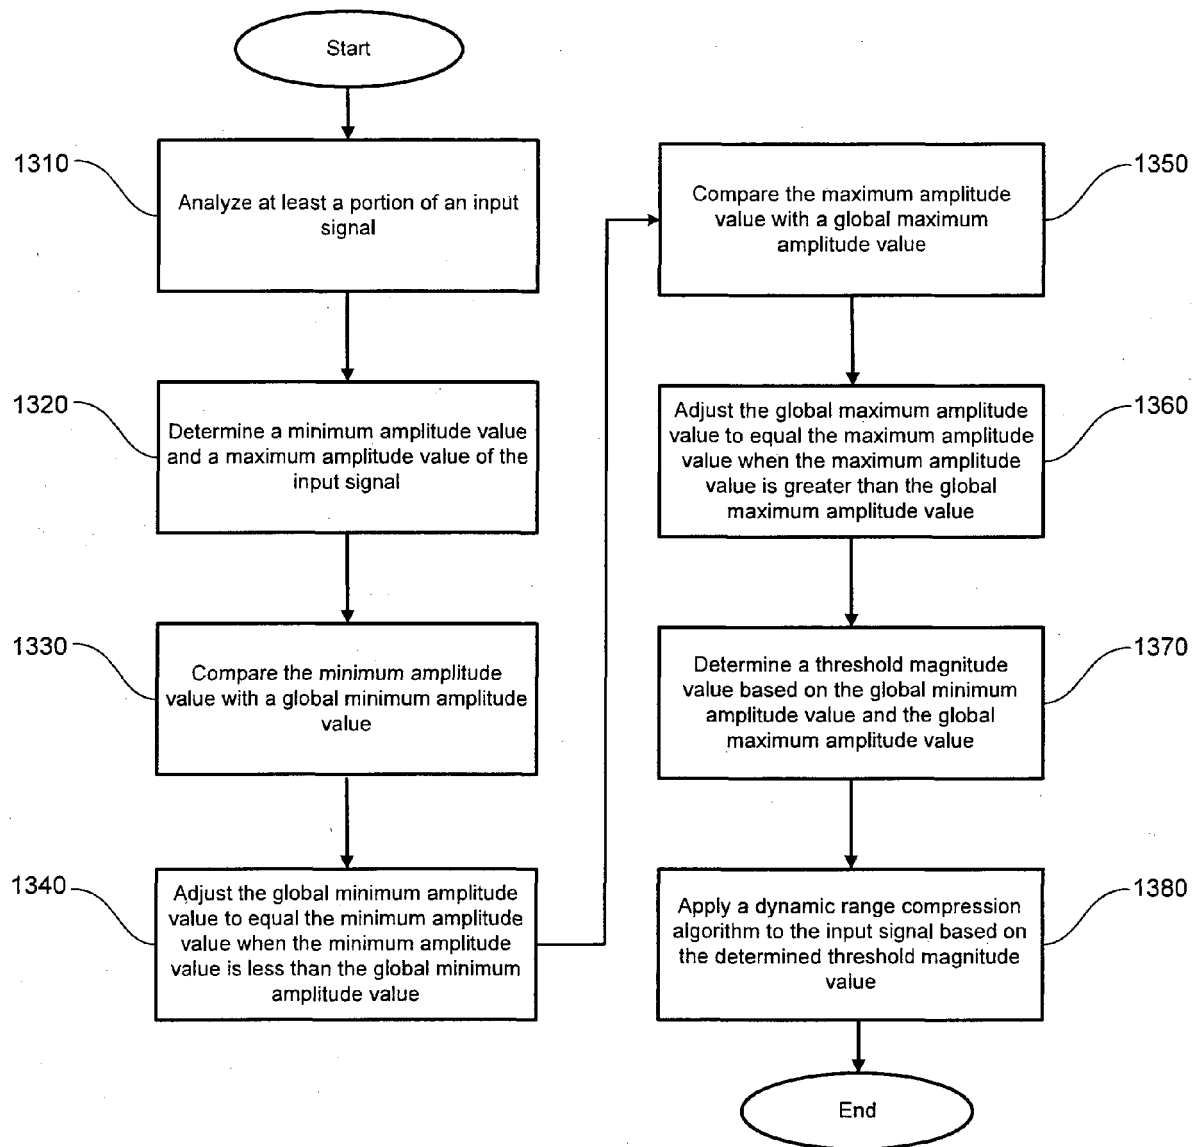 Start
1310
Analyze at least a portion of an input
signal
1320
Determine a minimum amplitude value
and a maximum amplitude value of the
input signal
1330
Compare the minimum amplitude
value with a global minimum amplitude
value
1340
Adjust the global minimum amplitude
value to equal the minimum amplitude
value when the minimum amplitude
value is less than the global minimum
amplitude value
1350
Compare the maximum amplitude
value with a global maximum
amplitude value
1360
Adjust the global maximum amplitude
value to equal the maximum amplitude
value when the maximum amplitude
value is greater than the global
maximum amplitude value
1370
Determine a threshold magnitude
value based on the global minimum
amplitude value and the global
maximum amplitude value
1380
Apply a dynamic range compression
algorithm to the input signal based on
the determined threshold magnitude
value
End